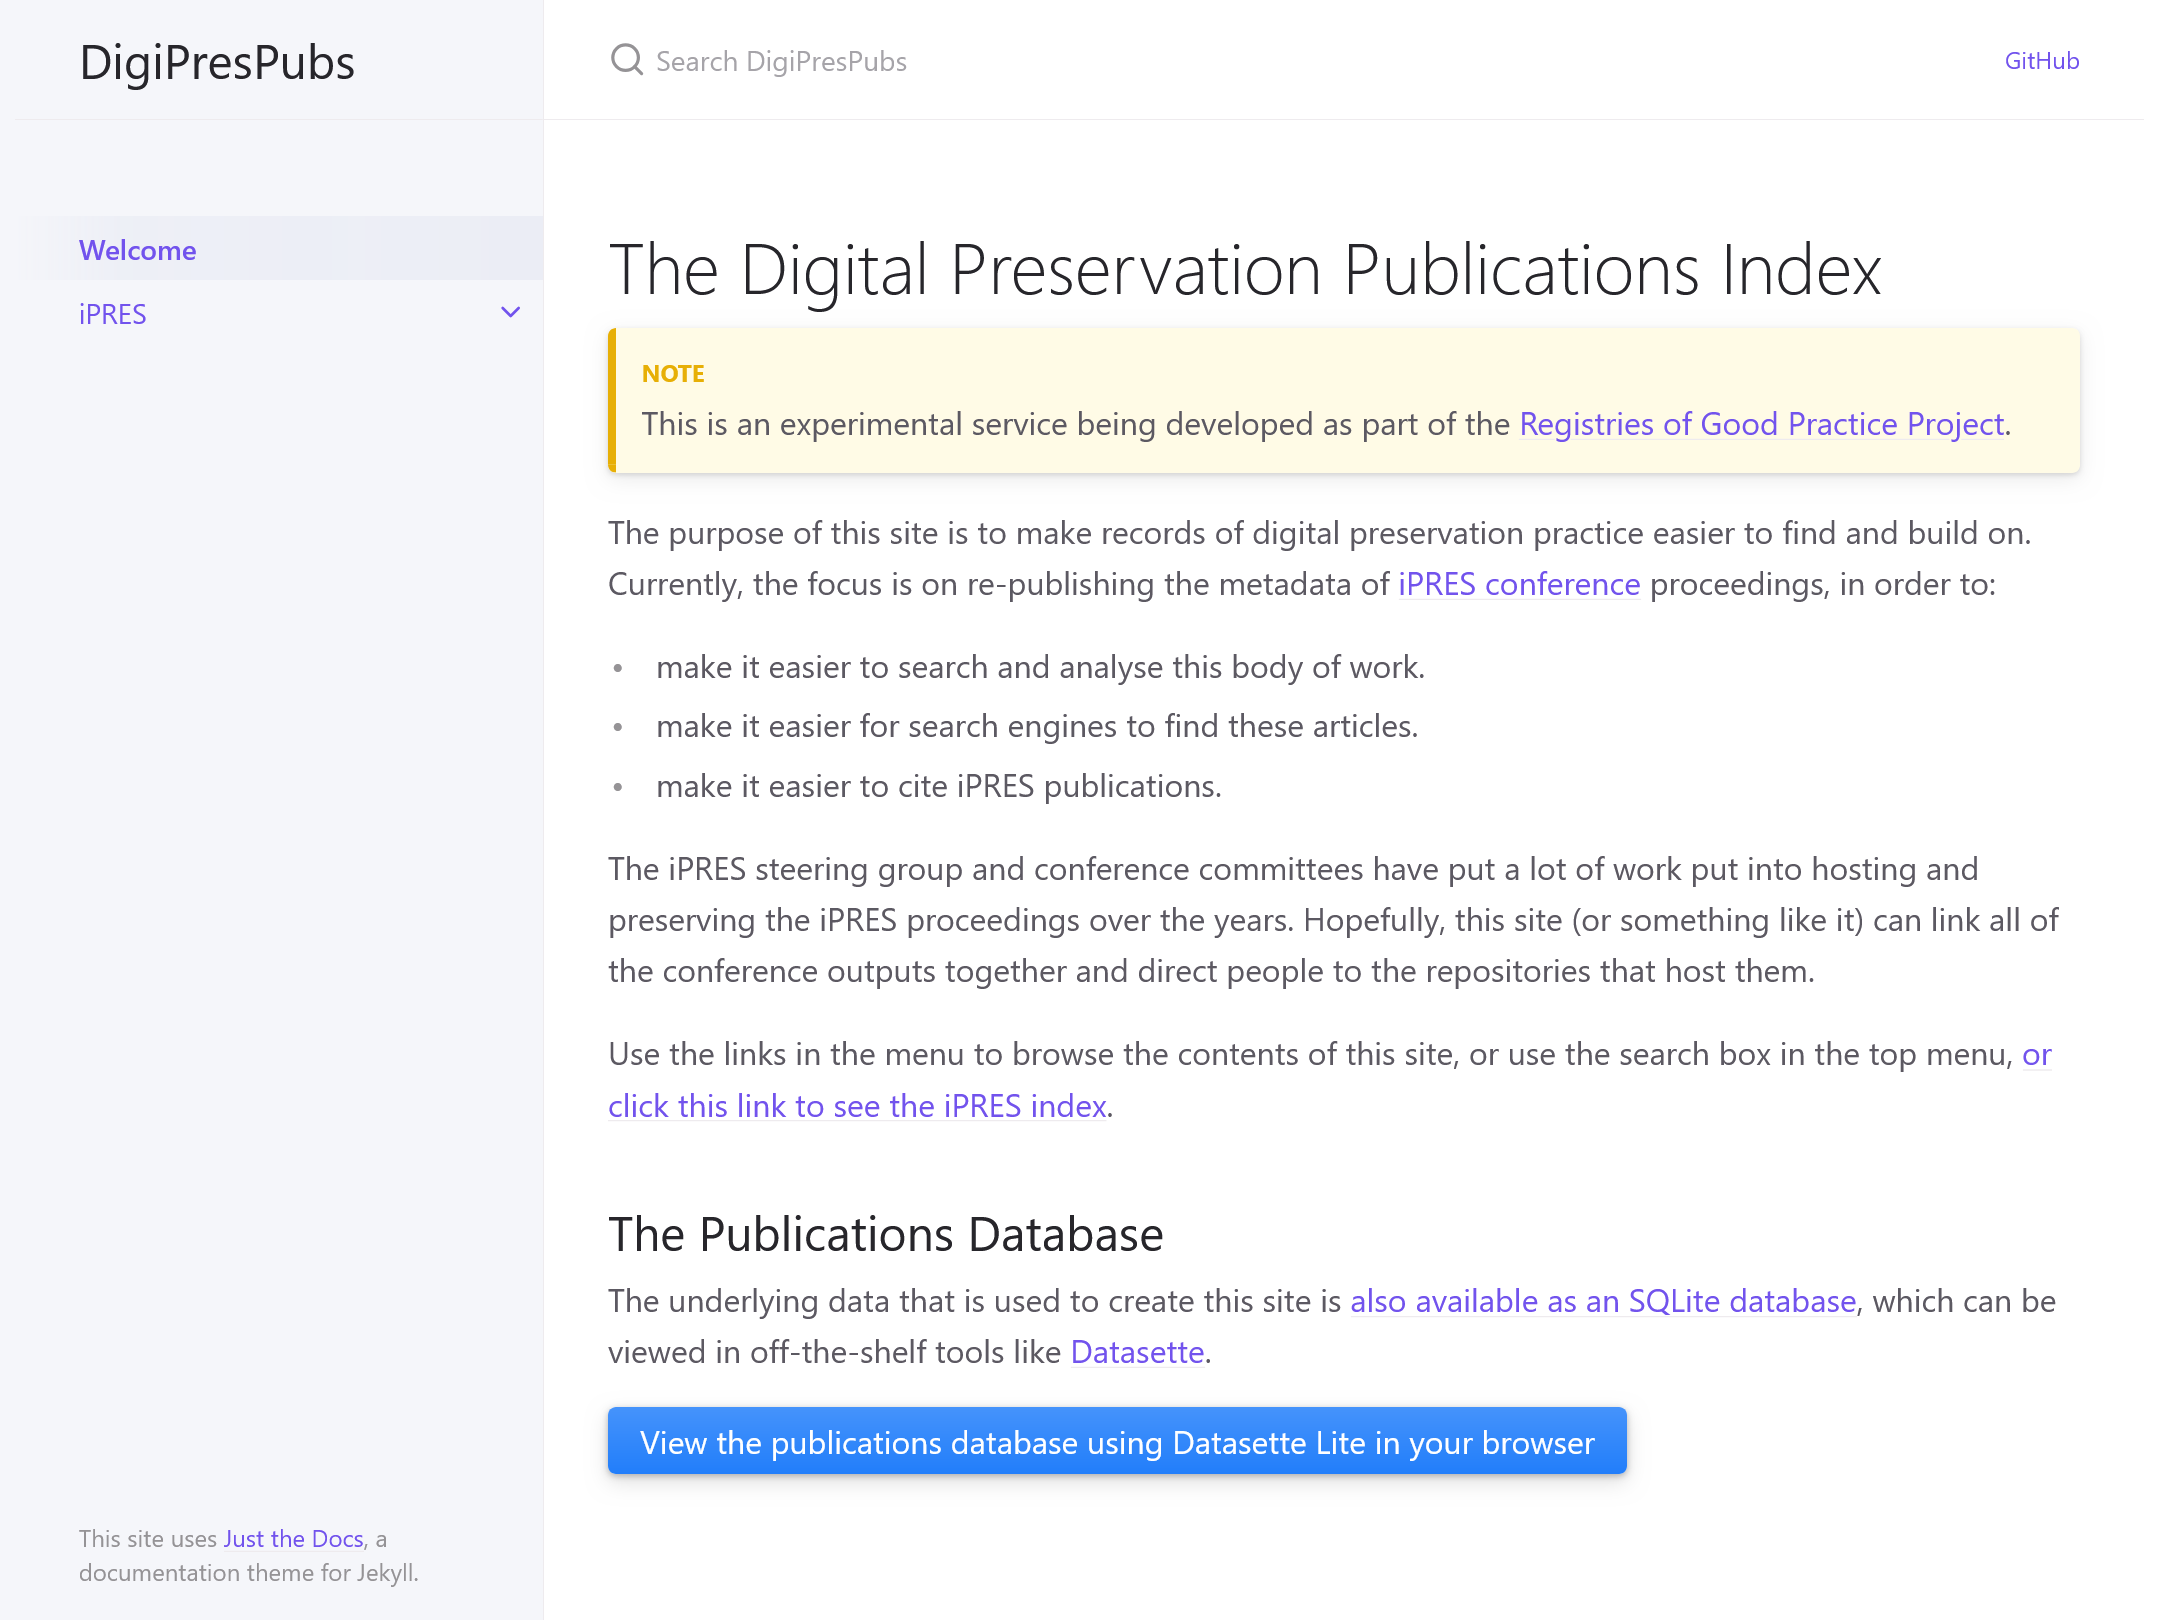 DigiPresPubs
Search DigiPresPubs
GitHub
Welcome
iPRES
The Digital Preservation Publications Index
NOTE
This is an experimental service being developed as part of the Registries of Good Practice Project.
The purpose of this site is to make records of digital preservation practice easier to find and build on.
Currently, the focus is on re-publishing the metadata of iPRES conference proceedings, in order to:
• make it easier to search and analyse this body of work.
• make it easier for search engines to find these articles.
• make it easier to cite iPRES publications.
The iPRES steering group and conference committees have put a lot of work put into hosting and
preserving the iPRES proceedings over the years. Hopefully, this site (or something like it) can link all of
the conference outputs together and direct people to the repositories that host them.
Use the links in the menu to browse the contents of this site, or use the search box in the top menu, or
click this link to see the iPRES index.
The Publications Database
The underlying data that is used to create this site is also available as an SQLite database, which can be
viewed in off-the-shelf tools like Datasette.
View the publications database using Datasette Lite in your browser
This site uses Just the Docs, a
documentation theme for Jekyll.